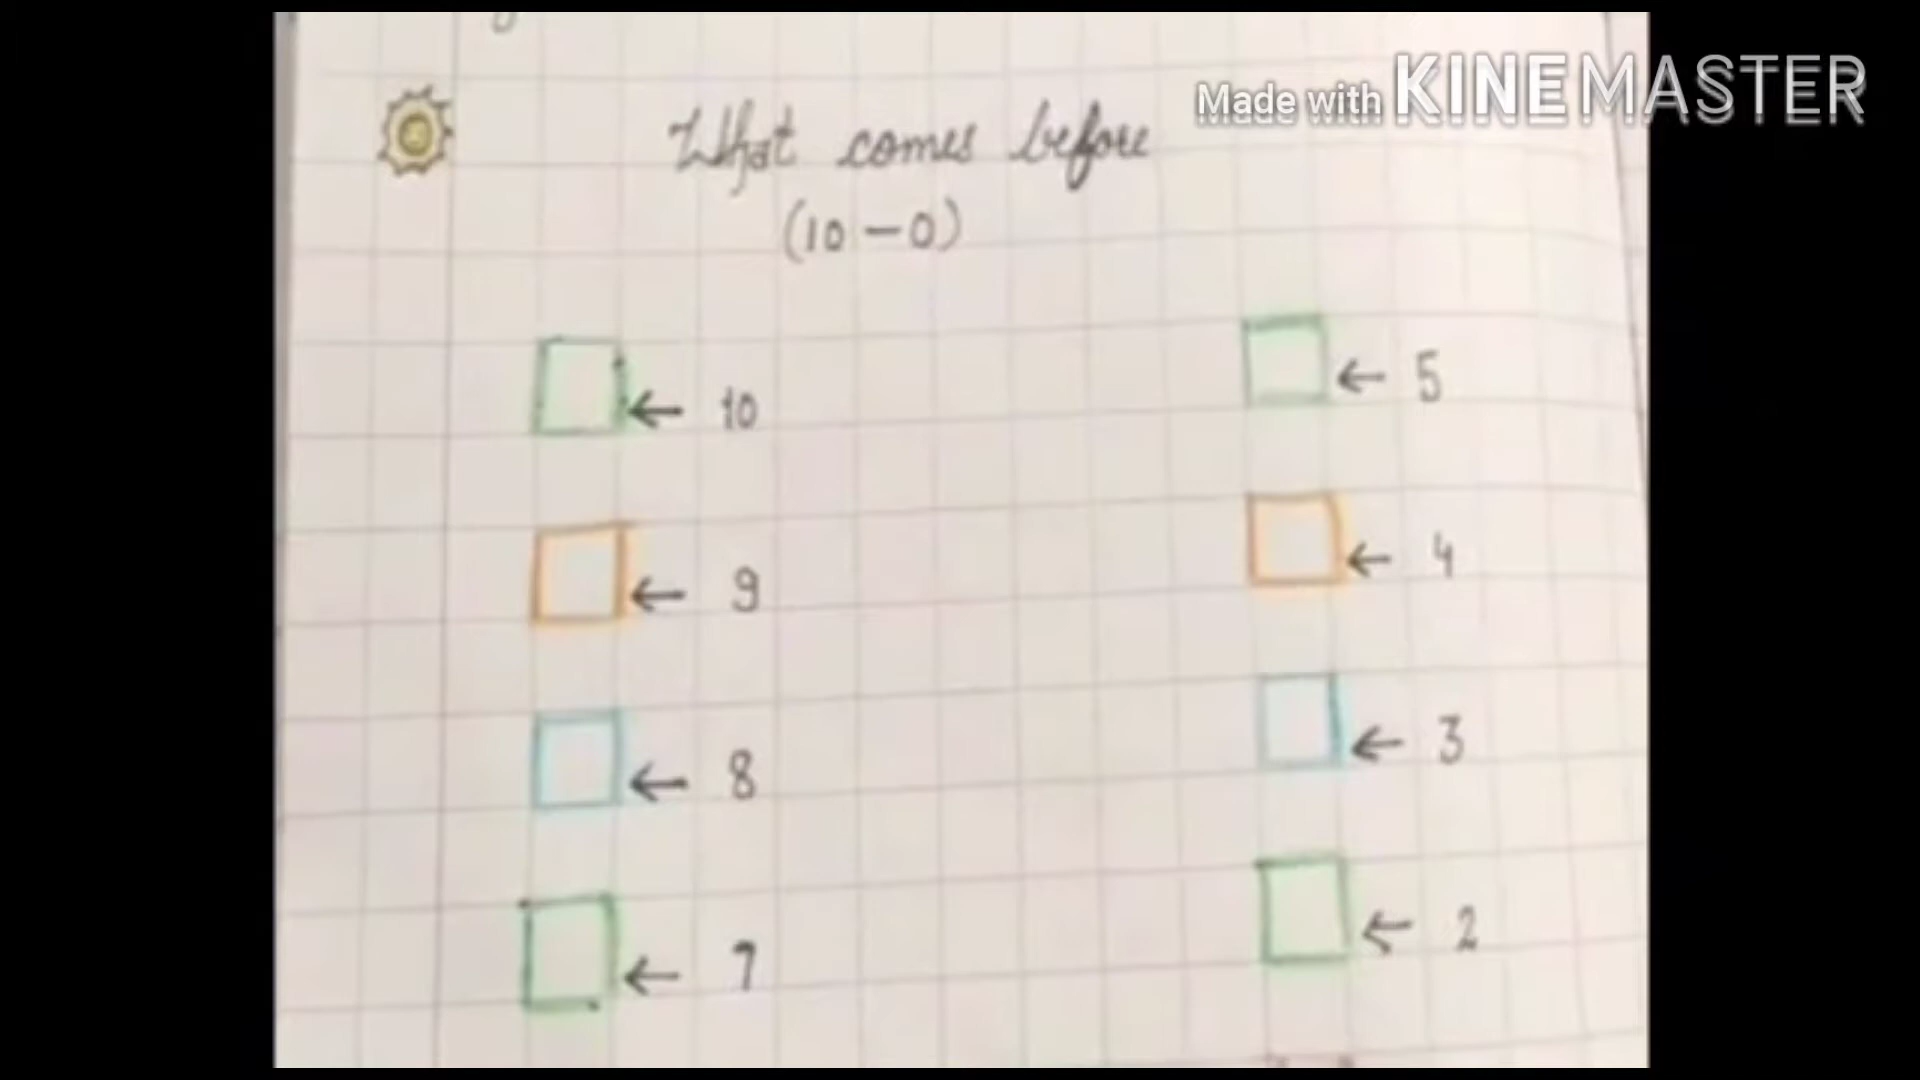 Made with KINEMASTER
What comes before
(10 – 0)
← 10
← 5
← 9
← 4
← 8
← 3
← 7
← 2